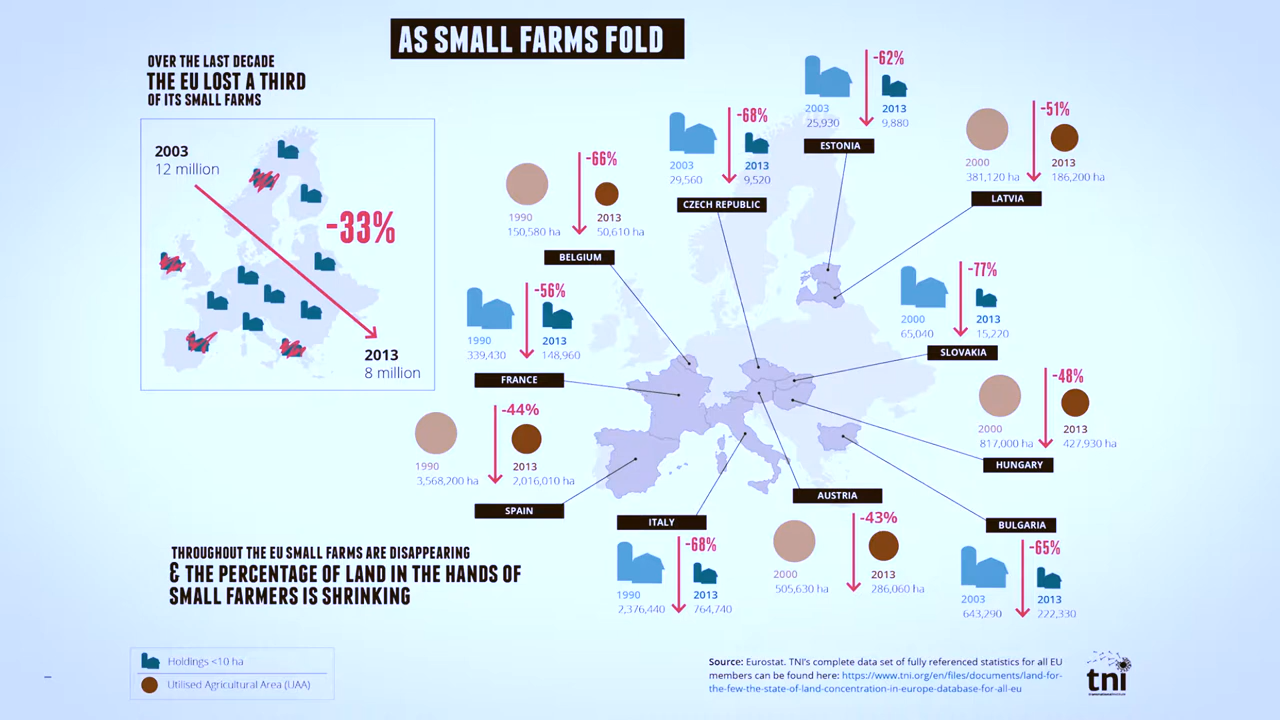 AS SMALL FARMS FOLD
OVER THE LAST DECADE
THE EU LOST A THIRD
OF ITS SMALL FARMS
2003
12 million
-33%
2013
8 million
-62%
2003
25,930
2013
9,880
ESTONIA
-68%
2003
29,560
2013
9,520
CZECH REPUBLIC
-51%
2000
381,120 ha
2013
186,200 ha
LATVIA
-66%
1990
150,580 ha
2013
50,610 ha
BELGIUM
-77%
2000
65,040
2013
15,220
SLOVAKIA
-56%
1990
339,430
2013
148,960
FRANCE
-48%
2000
817,000 ha
2013
427,930 ha
HUNGARY
-44%
1990
3,568,200 ha
2013
2,016,010 ha
SPAIN
ITALY
-68%
1990
2,376,440
2013
764,740
AUSTRIA
-43%
2000
505,630 ha
2013
286,060 ha
BULGARIA
-65%
2003
643,290
2013
222,330
THROUGHOUT THE EU SMALL FARMS ARE DISAPPEARING
& THE PERCENTAGE OF LAND IN THE HANDS OF
SMALL FARMERS IS SHRINKING
Holdings <10 ha
Utilised Agricultural Area (UAA)
Source: Eurostat. TNI's complete data set of fully referenced statistics for all EU
members can be found here: https://www.tni.org/en/files/documents/land-for-
the-few-the-state-of-land-concentration-in-europe-database-for-all-eu
tni